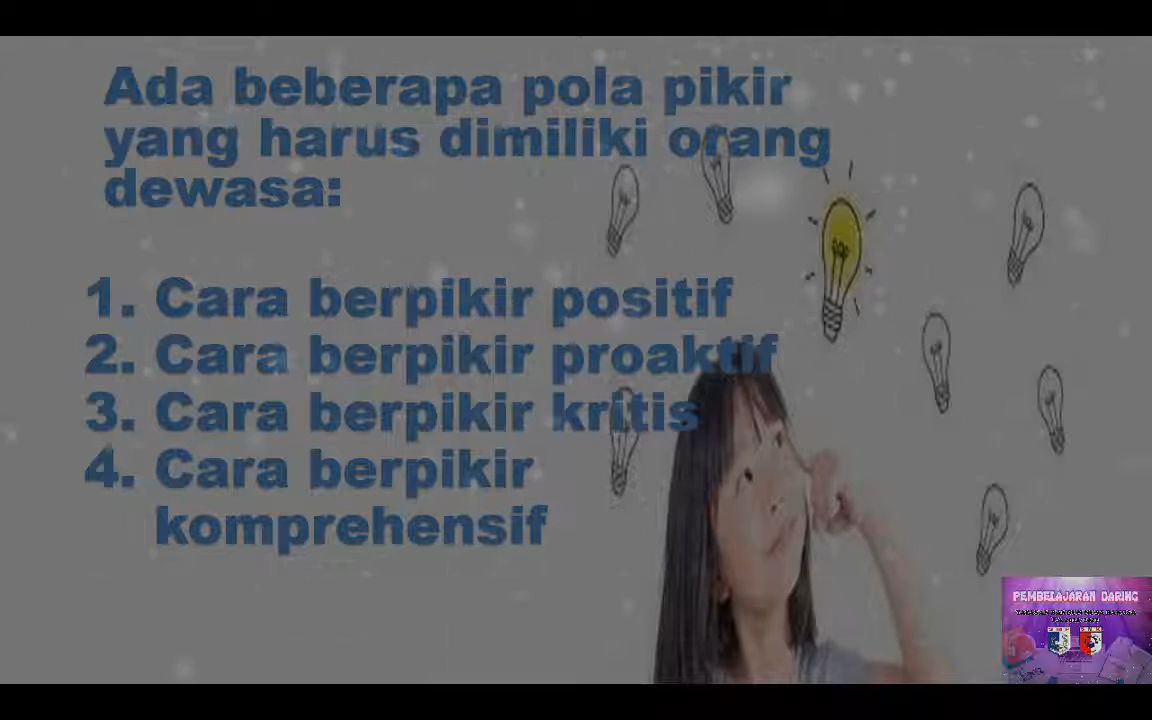 Ada beberapa pola pikir
yang harus dimiliki orang
dewasa:
1. Cara berpikir positif
2. Cara berpikir proaktif
3. Cara berpikir kritis
4. Cara berpikir
komprehensif
PEMBELAJARAN DARING